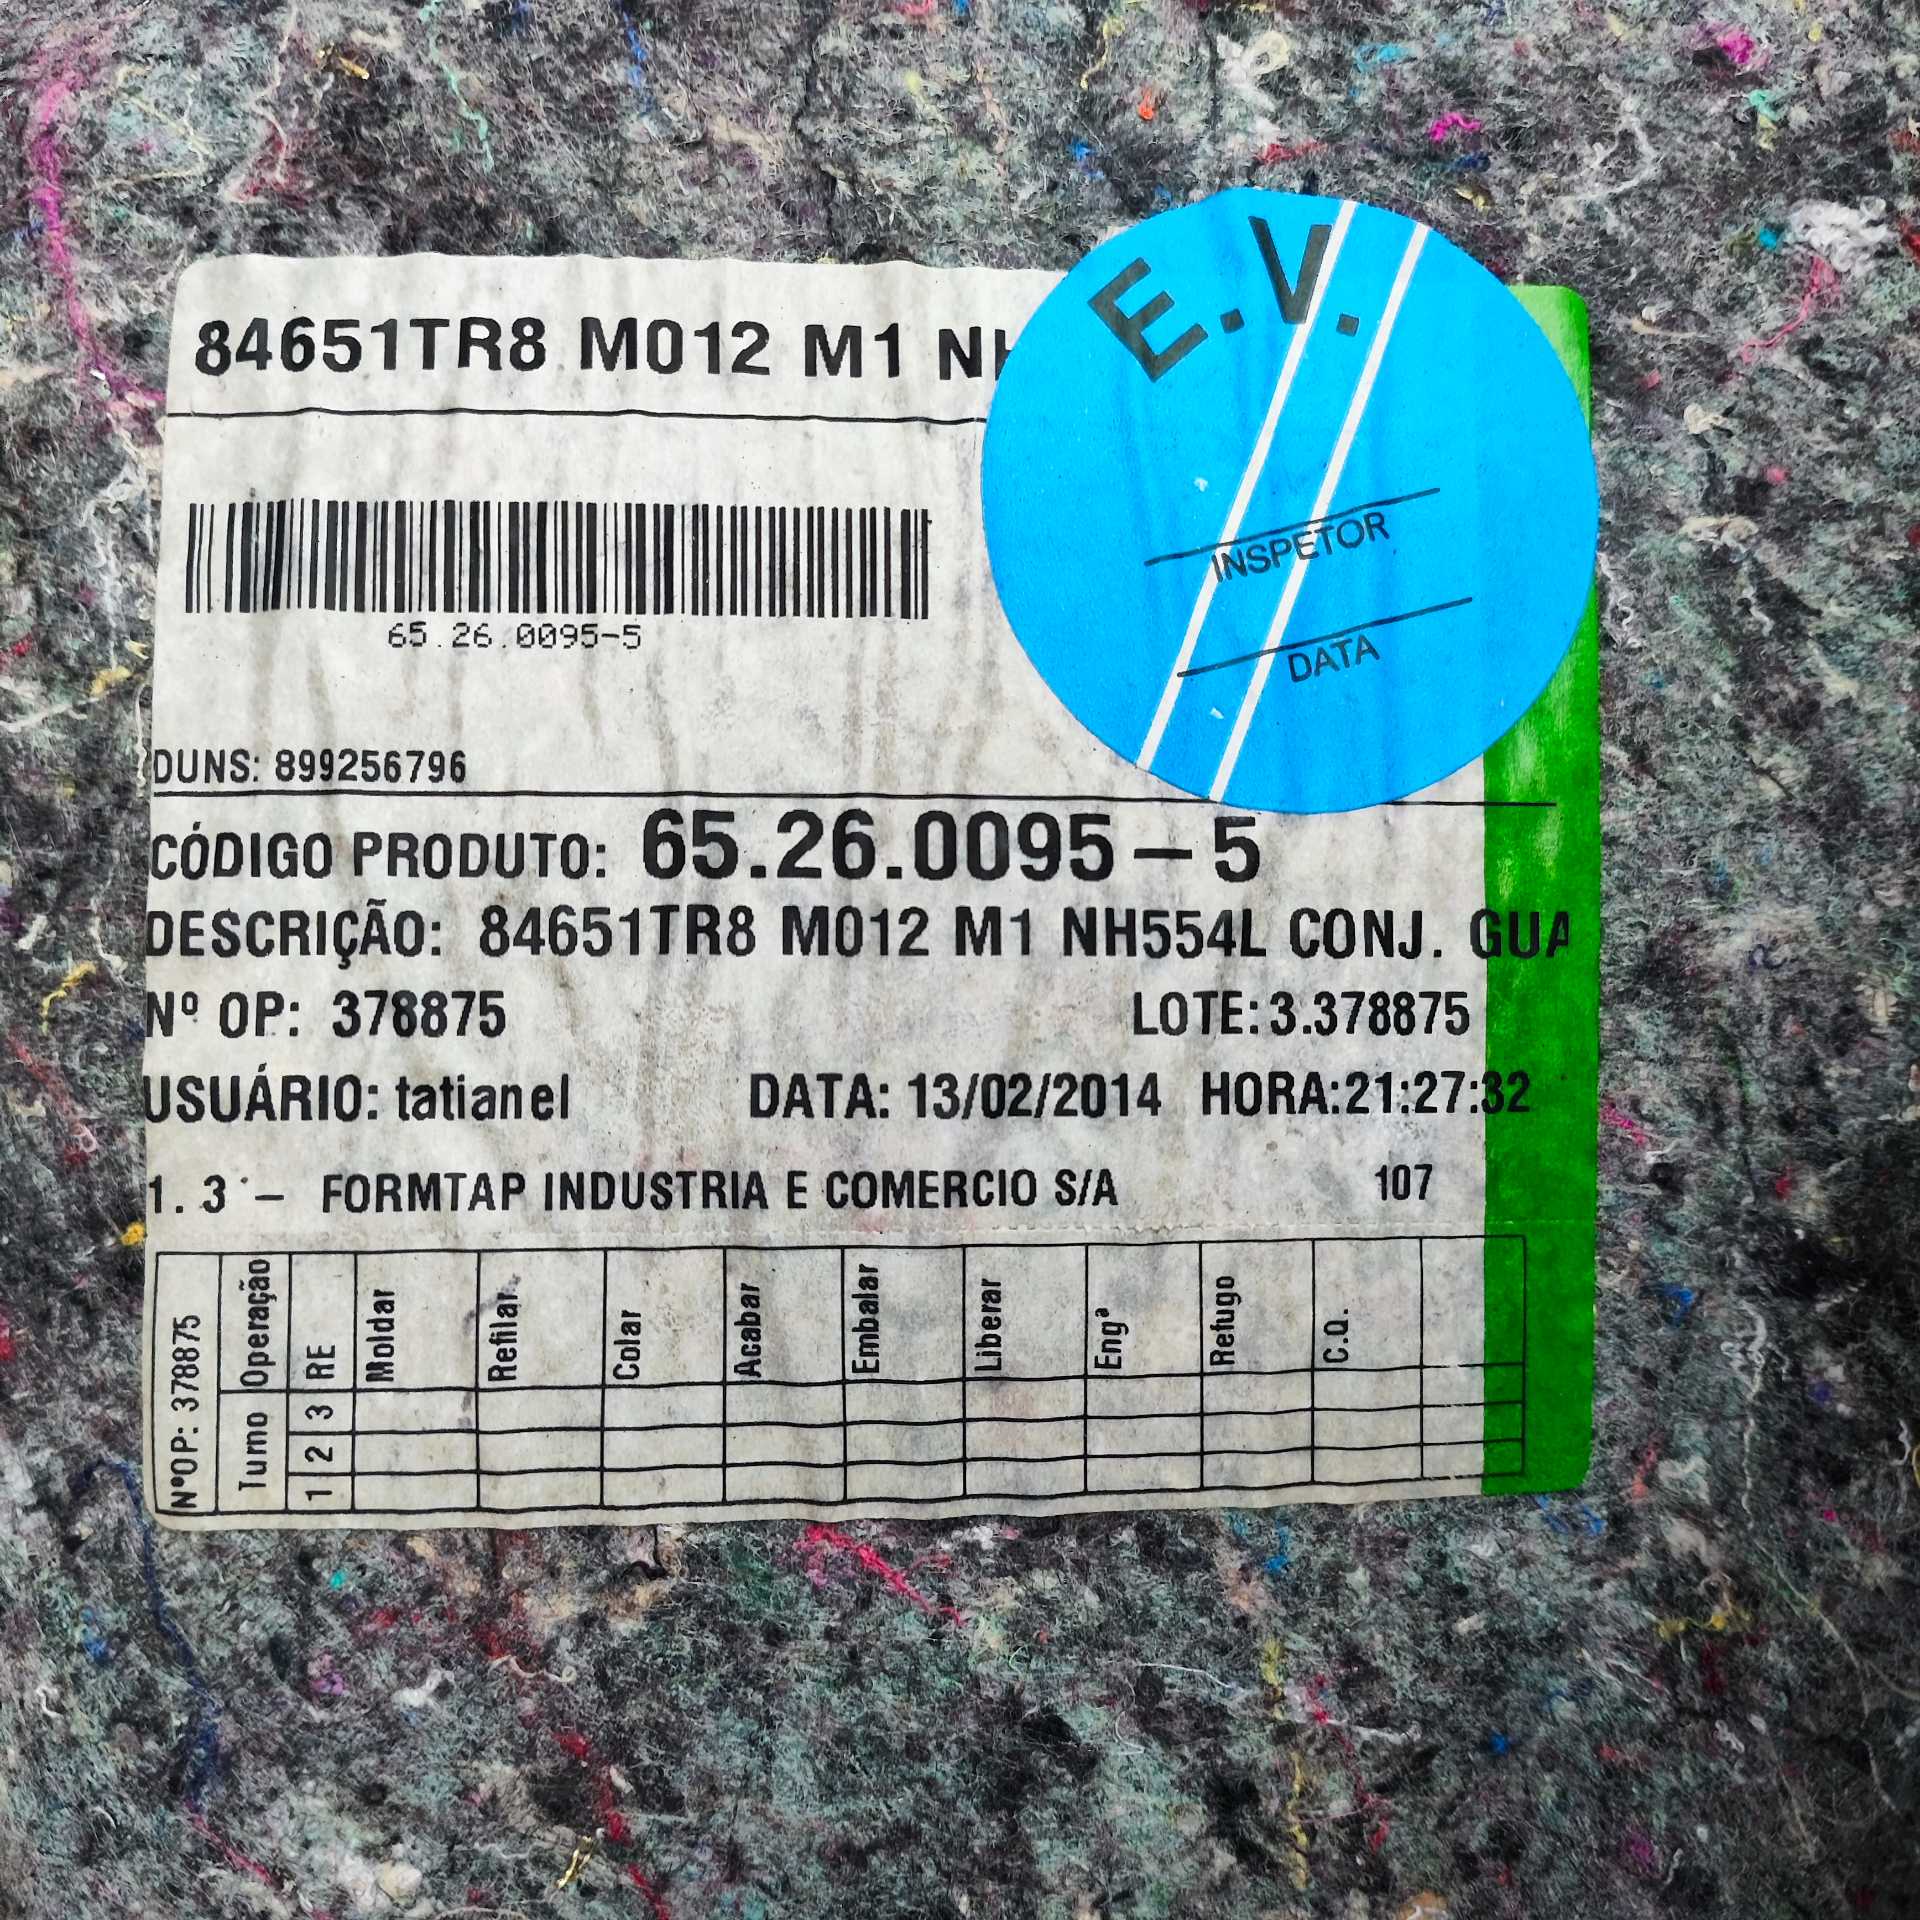 84651TR8 M012 M1 NH
E.V.
INSPETOR
DATA
65.26.0095-5
DUNS: 899256796
CÓDIGO PRODUTO: 65.26.0095-5
DESCRIÇÃO: 84651TR8 M012 M1 NH554L CONJ. GUA
Nº OP: 378875 LOTE:3.378875
USUÁRIO: tatianel DATA: 13/02/2014 HORA:21:27:32
1.3 - FORMTAP INDUSTRIA E COMERCIO S/A 107
NºOP: 378875
Turno Operação
1 2 3 RE
Moldar
Refilar
Colar
Acabar
Embalar
Liberar
Engª
Refugo
C.Q.